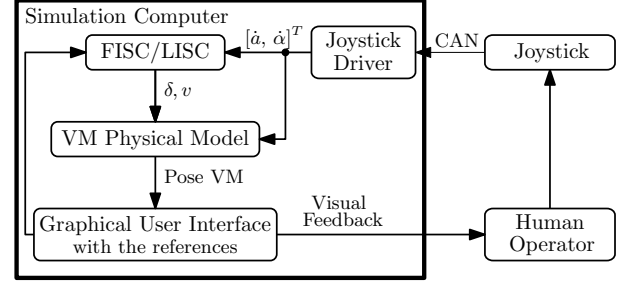 Simulation Computer
FISC/LISC
[ȧ, α̇]ᵀ
Joystick
Driver
CAN
Joystick
δ, v
VM Physical Model
Pose VM
Graphical User Interface
with the references
Visual
Feedback
Human
Operator